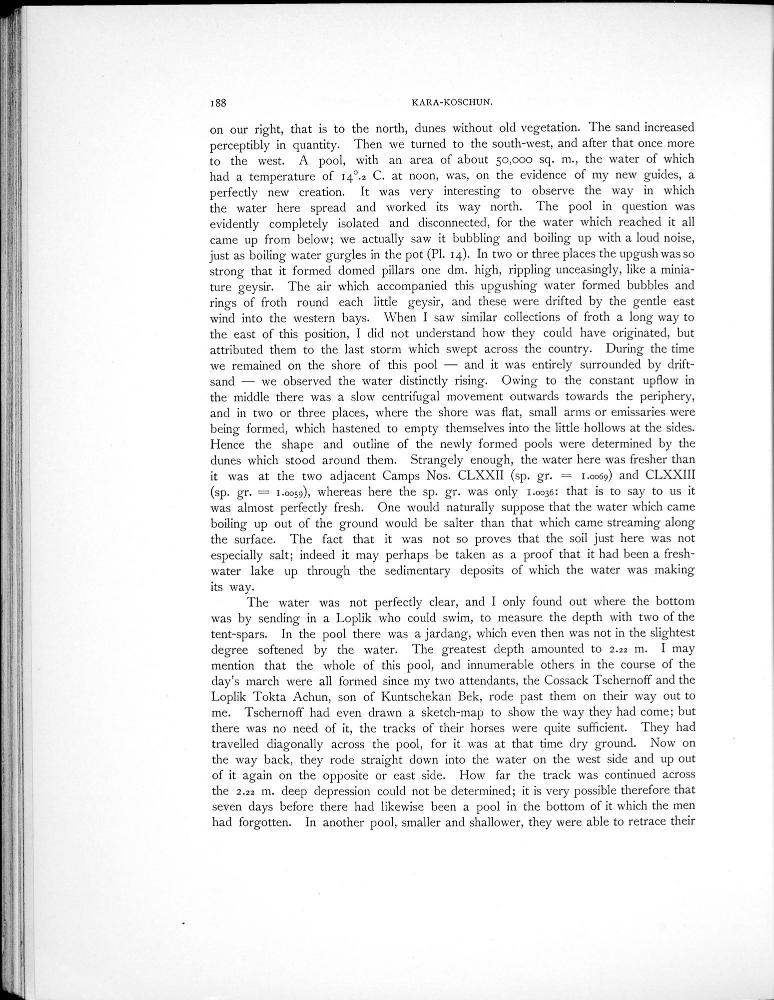 188
KARA-KOSCHUN.
on our right, that is to the north, dunes without old vegetation. The sand increased
perceptibly in quantity. Then we turned to the south-west, and after that once more
to the west. A pool, with an area of about 50,000 sq. m., the water of which
had a temperature of 14°.2 C. at noon, was, on the evidence of my new guides, a
perfectly new creation. It was very interesting to observe the way in which
the water here spread and worked its way north. The pool in question was
evidently completely isolated and disconnected, for the water which reached it all
came up from below; we actually saw it bubbling and boiling up with a loud noise,
just as boiling water gurgles in the pot (Pl. 14). In two or three places the upgush was so
strong that it formed domed pillars one dm. high, rippling unceasingly, like a minia-
ture geysir. The air which accompanied this upgushing water formed bubbles and
rings of froth round each little geysir, and these were drifted by the gentle east
wind into the western bays. When I saw similar collections of froth a long way to
the east of this position, I did not understand how they could have originated, but
attributed them to the last storm which swept across the country. During the time
we remained on the shore of this pool — and it was entirely surrounded by drift-
sand — we observed the water distinctly rising. Owing to the constant upflow in
the middle there was a slow centrifugal movement outwards towards the periphery,
and in two or three places, where the shore was flat, small arms or emissaries were
being formed, which hastened to empty themselves into the little hollows at the sides.
Hence the shape and outline of the newly formed pools were determined by the
dunes which stood around them. Strangely enough, the water here was fresher than
it was at the two adjacent Camps Nos. CLXXII (sp. gr. = 1.0069) and CLXXIII
(sp. gr. = 1.0059), whereas here the sp. gr. was only 1.0036: that is to say to us it
was almost perfectly fresh. One would naturally suppose that the water which came
boiling up out of the ground would be salter than that which came streaming along
the surface. The fact that it was not so proves that the soil just here was not
especially salt; indeed it may perhaps be taken as a proof that it had been a fresh-
water lake up through the sedimentary deposits of which the water was making
its way.
The water was not perfectly clear, and I only found out where the bottom
was by sending in a Loplik who could swim, to measure the depth with two of the
tent-spars. In the pool there was a jardang, which even then was not in the slightest
degree softened by the water. The greatest depth amounted to 2.22 m. I may
mention that the whole of this pool, and innumerable others in the course of the
day's march were all formed since my two attendants, the Cossack Tschernoff and the
Loplik Tokta Achun, son of Kuntschekan Bek, rode past them on their way out to
me. Tschernoff had even drawn a sketch-map to show the way they had come; but
there was no need of it, the tracks of their horses were quite sufficient. They had
travelled diagonally across the pool, for it was at that time dry ground. Now on
the way back, they rode straight down into the water on the west side and up out
of it again on the opposite or east side. How far the track was continued across
the 2.22 m. deep depression could not be determined; it is very possible therefore that
seven days before there had likewise been a pool in the bottom of it which the men
had forgotten. In another pool, smaller and shallower, they were able to retrace their